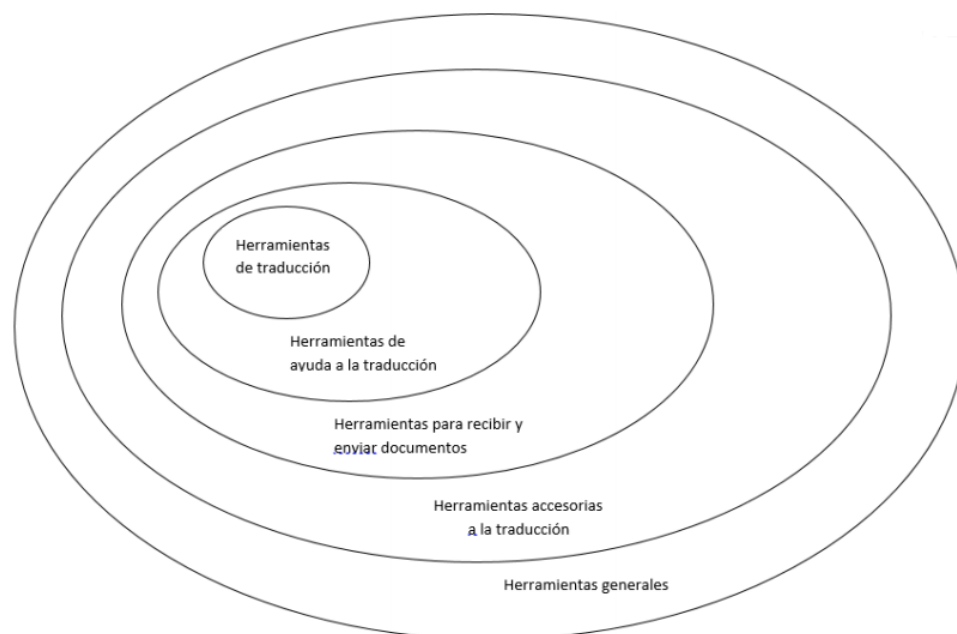 Herramientas
de traducción
Herramientas de
ayuda a la traducción
Herramientas para recibir y
enviar documentos
Herramientas accesorias
a la traducción
Herramientas generales